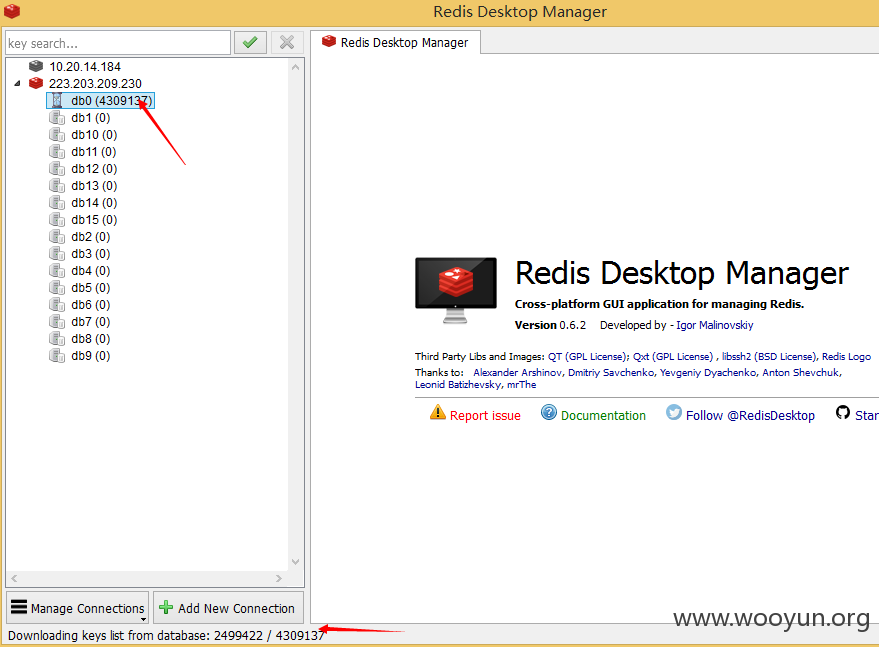 Redis Desktop Manager
key search...
Redis Desktop Manager
10.20.14.184
223.203.209.230
db0 (4309137)
db1 (0)
db10 (0)
db11 (0)
db12 (0)
db13 (0)
db14 (0)
db15 (0)
db2 (0)
db3 (0)
db4 (0)
db5 (0)
db6 (0)
db7 (0)
db8 (0)
db9 (0)
Redis Desktop Manager
Cross-platform GUI application for managing Redis.
Version 0.6.2 Developed by - Igor Malinovskiy
Third Party Libs and Images: QT (GPL License); Qxt (GPL License) , libssh2 (BSD License), Redis Logo
Thanks to: Alexander Arshinov, Dmitriy Savchenko, Yevgeniy Dyachenko, Anton Shevchuk,
Leonid Batizhevsky, mrThe
Report issue Documentation Follow @RedisDesktop Star
Manage Connections Add New Connection
www.wooyun.org
Downloading keys list from database: 2499422 / 4309137